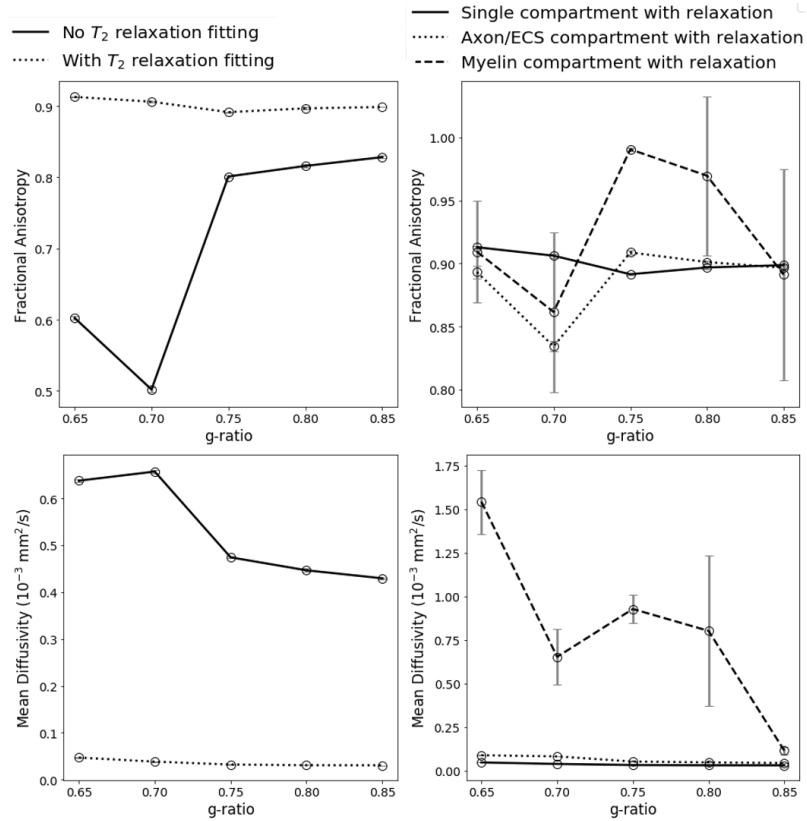 No T₂ relaxation fitting
With T₂ relaxation fitting
Single compartment with relaxation
Axon/ECS compartment with relaxation
Myelin compartment with relaxation
Fractional Anisotropy
0.9
0.8
0.7
0.6
0.5
0.65 0.70 0.75 0.80 0.85
g-ratio
Fractional Anisotropy
1.00
0.95
0.90
0.85
0.80
0.65 0.70 0.75 0.80 0.85
g-ratio
Mean Diffusivity (10⁻³ mm²/s)
0.6
0.5
0.4
0.3
0.2
0.1
0.0
0.65 0.70 0.75 0.80 0.85
g-ratio
Mean Diffusivity (10⁻³ mm²/s)
1.75
1.50
1.25
1.00
0.75
0.50
0.25
0.00
0.65 0.70 0.75 0.80 0.85
g-ratio